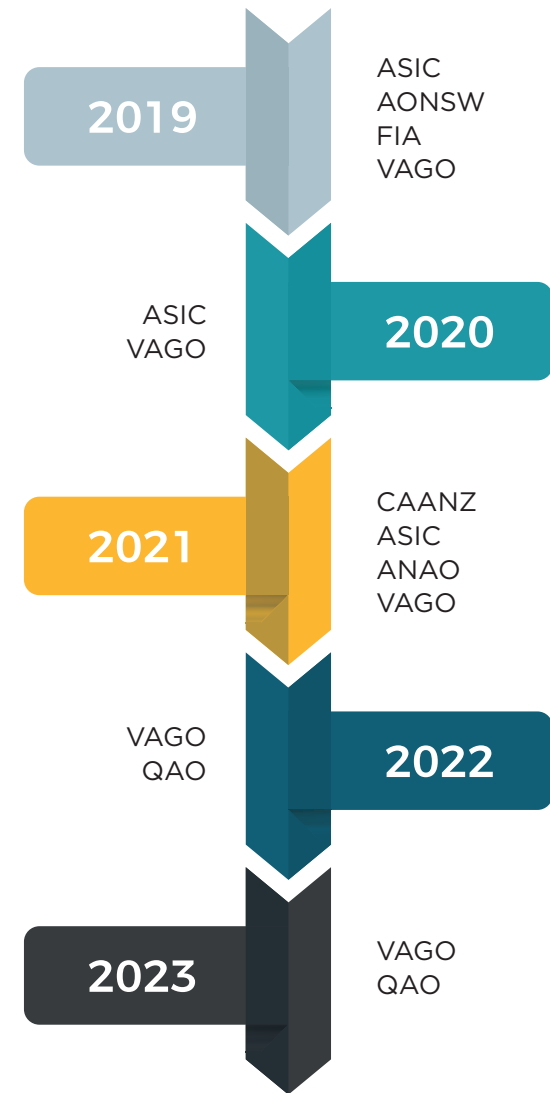 2019
ASIC
AONSW
FIA
VAGO
2020
ASIC
VAGO
2021
CAANZ
ASIC
ANAO
VAGO
2022
VAGO
QAO
2023
VAGO
QAO